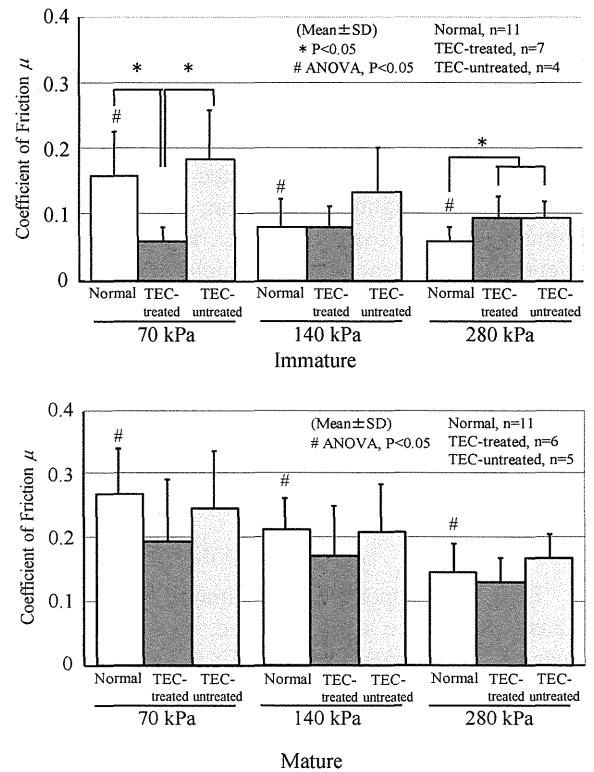 0.4
0.3
0.2
0.1
0
Coefficient of Friction μ
(Mean±SD)
* P<0.05
# ANOVA, P<0.05
Normal, n=11
TEC-treated, n=7
TEC-untreated, n=4
* *
#
#
*
#
Normal TEC-treated TEC-untreated Normal TEC-treated TEC-untreated Normal TEC-treated TEC-untreated
70 kPa 140 kPa 280 kPa
Immature
0.4
0.3
0.2
0.1
0
Coefficient of Friction μ
(Mean±SD)
# ANOVA, P<0.05
Normal, n=11
TEC-treated, n=6
TEC-untreated, n=5
#
#
#
Normal TEC-treated TEC-untreated Normal TEC-treated TEC-untreated Normal TEC-treated TEC-untreated
70 kPa 140 kPa 280 kPa
Mature